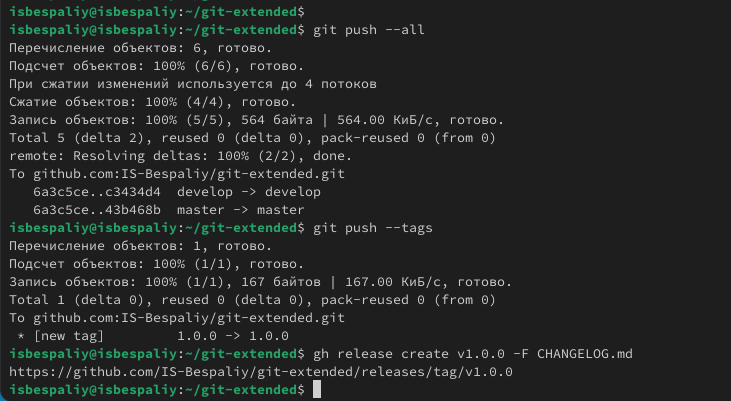 isbespaliy@isbespaliy:~/git-extended$
isbespaliy@isbespaliy:~/git-extended$ git push --all
Перечисление объектов: 6, готово.
Подсчет объектов: 100% (6/6), готово.
При сжатии изменений используется до 4 потоков
Сжатие объектов: 100% (4/4), готово.
Запись объектов: 100% (5/5), 564 байта | 564.00 КиБ/с, готово.
Total 5 (delta 2), reused 0 (delta 0), pack-reused 0 (from 0)
remote: Resolving deltas: 100% (2/2), done.
To github.com:IS-Bespaliy/git-extended.git
   6a3c5ce..c3434d4  develop -> develop
   6a3c5ce..43b468b  master -> master
isbespaliy@isbespaliy:~/git-extended$ git push --tags
Перечисление объектов: 1, готово.
Подсчет объектов: 100% (1/1), готово.
Запись объектов: 100% (1/1), 167 байтов | 167.00 КиБ/с, готово.
Total 1 (delta 0), reused 0 (delta 0), pack-reused 0 (from 0)
To github.com:IS-Bespaliy/git-extended.git
 * [new tag]         1.0.0 -> 1.0.0
isbespaliy@isbespaliy:~/git-extended$ gh release create v1.0.0 -F CHANGELOG.md
https://github.com/IS-Bespaliy/git-extended/releases/tag/v1.0.0
isbespaliy@isbespaliy:~/git-extended$